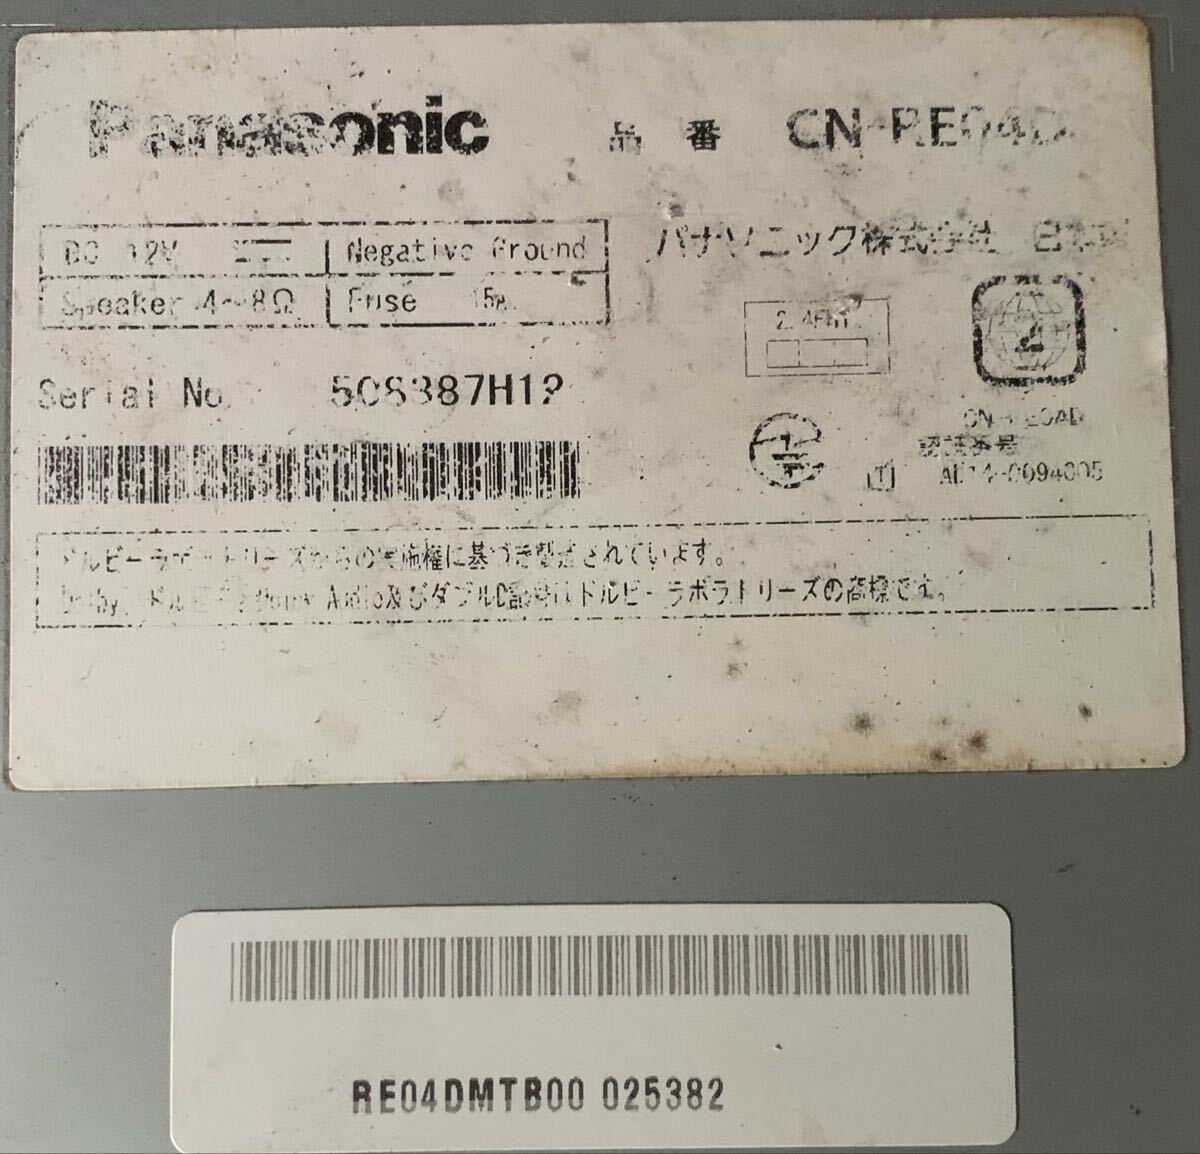 Panasonic 品番 CN-RE04D
DC 12V Negative Ground パナソニック株式会社 日本製
Speaker 4~8Ω Fuse 15A
2.4FH1
2
Serial No. 508387H12
CN-RE04D
認証番号
T AD14-0094005
ドルビーラボラトリーズからの実施権に基づき製造されています。
Dolby、ドルビー、Dolby Audio及びダブルD記号はドルビーラボラトリーズの商標です。
RE04DMTB00 025382